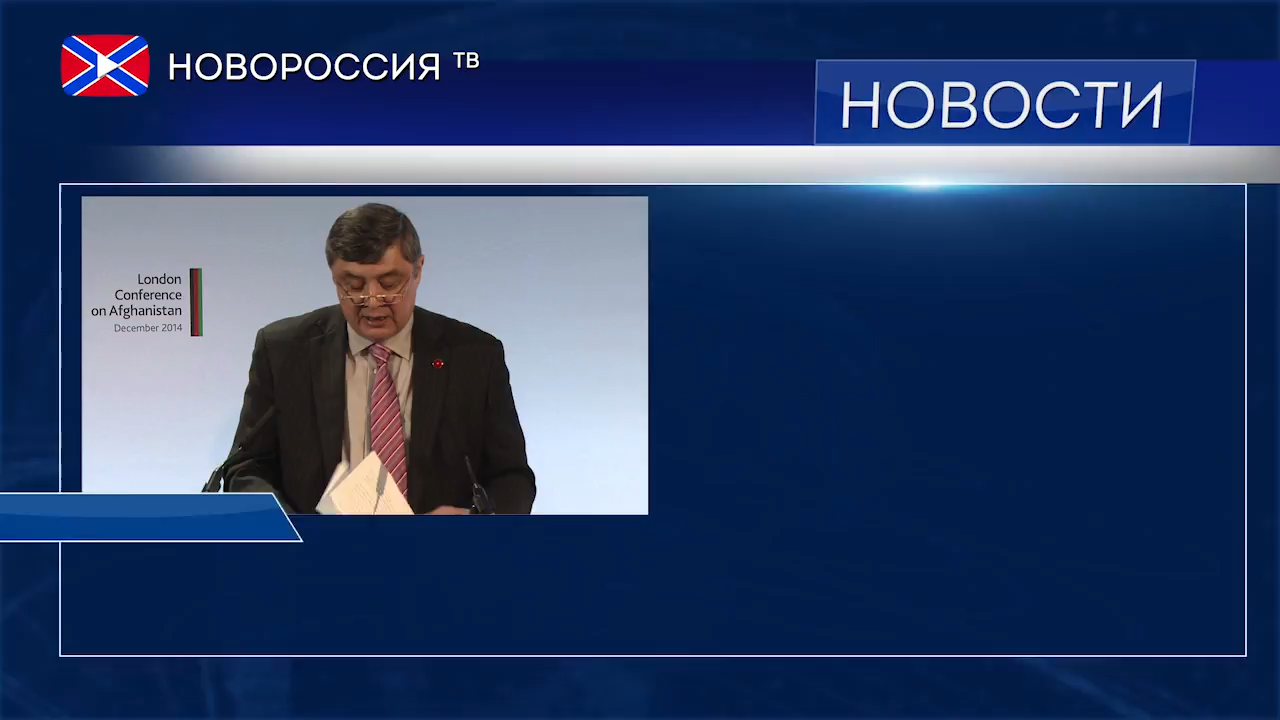 НОВОРОССИЯ ТВ
НОВОСТИ
London
Conference
on Afghanistan
December 2014